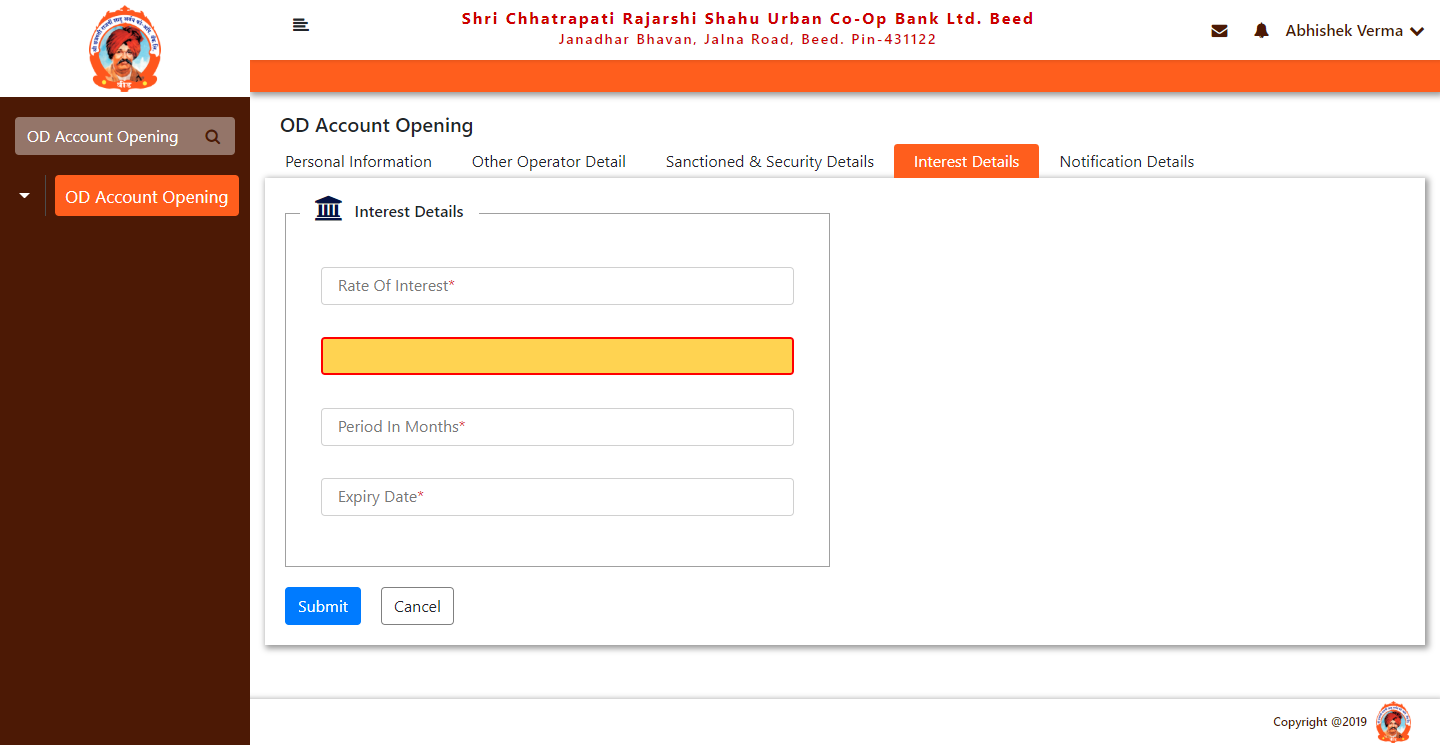 Shri Chhatrapati Rajarshi Shahu Urban Co-Op Bank Ltd. Beed
Janadhar Bhavan, Jalna Road, Beed. Pin-431122
Abhishek Verma
OD Account Opening
OD Account Opening
OD Account Opening
Personal Information
Other Operator Detail
Sanctioned & Security Details
Interest Details
Notification Details
Interest Details
Rate Of Interest*
Period In Months*
Expiry Date*
Submit
Cancel
Copyright @2019